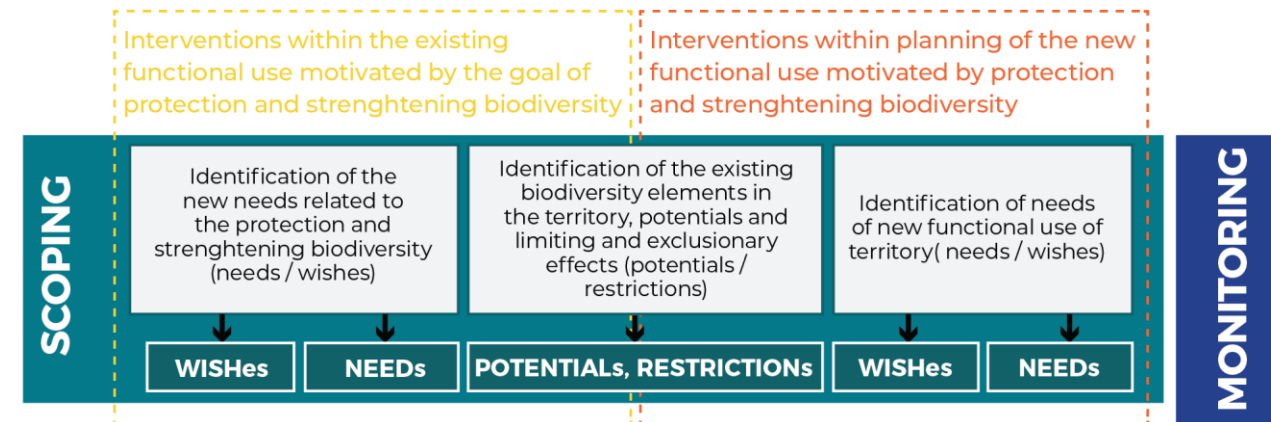 Interventions within the existing
functional use motivated by the goal of
protection and strenghtening biodiversity
Interventions within planning of the new
functional use motivated by protection
and strenghtening biodiversity
SCOPING
Identification of the
new needs related to
the protection and
strenghtening biodiversity
(needs / wishes)
Identification of the existing
biodiversity elements in
the territory, potentials and
limiting and exclusionary
effects (potentials /
restrictions)
Identification of needs
of new functional use of
territory( needs / wishes)
WISHes
NEEDs
POTENTIALs, RESTRICTIONs
WISHes
NEEDs
MONITORING